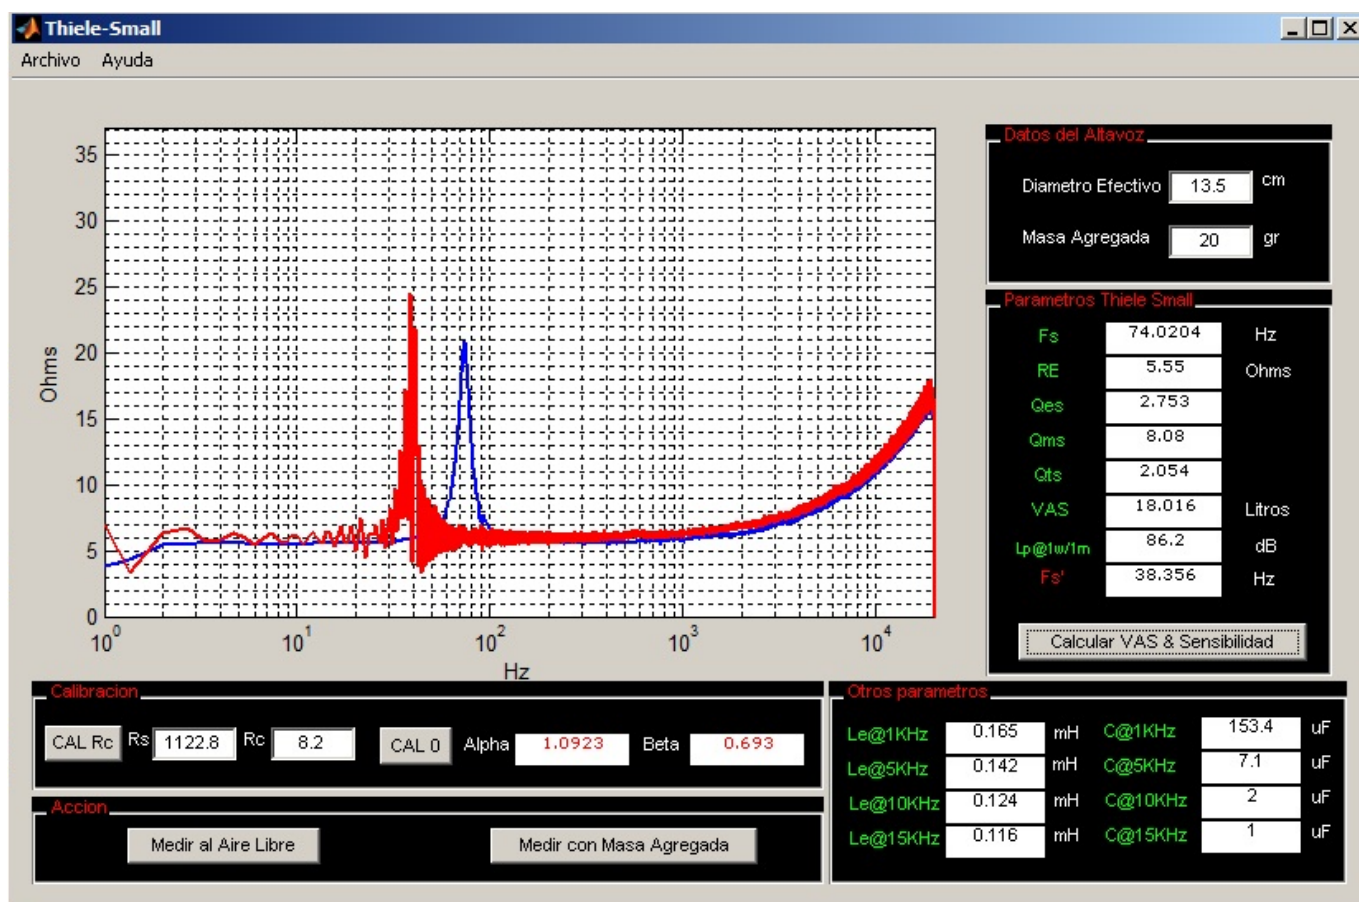 Thiele-Small
Archivo Ayuda
35
30
25
20
15
10
5
0
Ohms
10^0 10^1 10^2 10^3 10^4
Hz
Datos del Altavoz
Diametro Efectivo 13.5 cm
Masa Agregada 20 gr
Parametros Thiele Small
Fs 74.0204 Hz
RE 5.55 Ohms
Qes 2.753
Qms 8.08
Qts 2.054
VAS 18.016 Litros
Lp@1w/1m 86.2 dB
Fs' 38.356 Hz
Calcular VAS & Sensibilidad
Calibracion
CAL Rc Rs 1122.8 Rc 8.2 CAL 0 Alpha 1.0923 Beta 0.693
Accion
Medir al Aire Libre Medir con Masa Agregada
Otros parametros
Le@1KHz 0.165 mH C@1KHz 153.4 uF
Le@5KHz 0.142 mH C@5KHz 7.1 uF
Le@10KHz 0.124 mH C@10KHz 2 uF
Le@15KHz 0.116 mH C@15KHz 1 uF